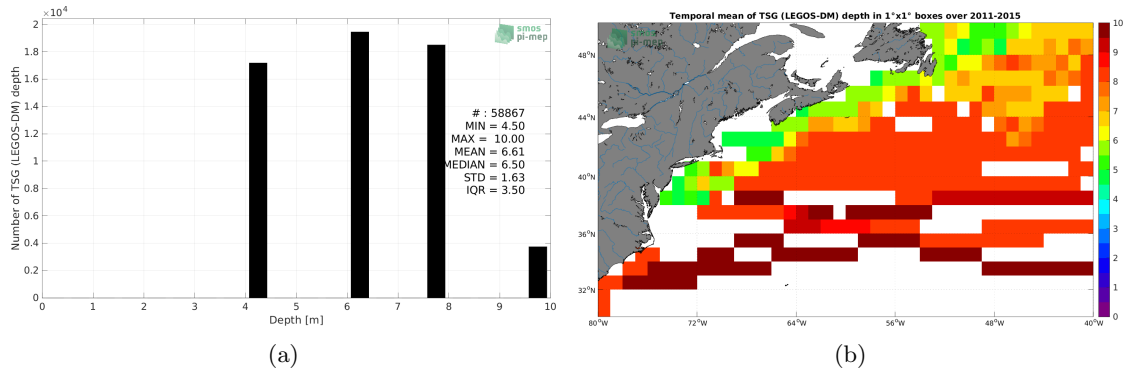 ×10⁴
2
1.8
1.6
1.4
1.2
1
0.8
0.6
0.4
0.2
0
Number of TSG (LEGOS-DM) depth
smos
pi-mep
# : 58867
MIN = 4.50
MAX = 10.00
MEAN = 6.61
MEDIAN = 6.50
STD = 1.63
IQR = 3.50
0 1 2 3 4 5 6 7 8 9 10
Depth [m]
(a)
Temporal mean of TSG (LEGOS-DM) depth in 1°x1° boxes over 2011-2015
smos
pi-mep
48°N
44°N
40°N
36°N
32°N
80°W 72°W 64°W 56°W 48°W 40°W
10
9
8
7
6
5
4
3
2
1
0
(b)